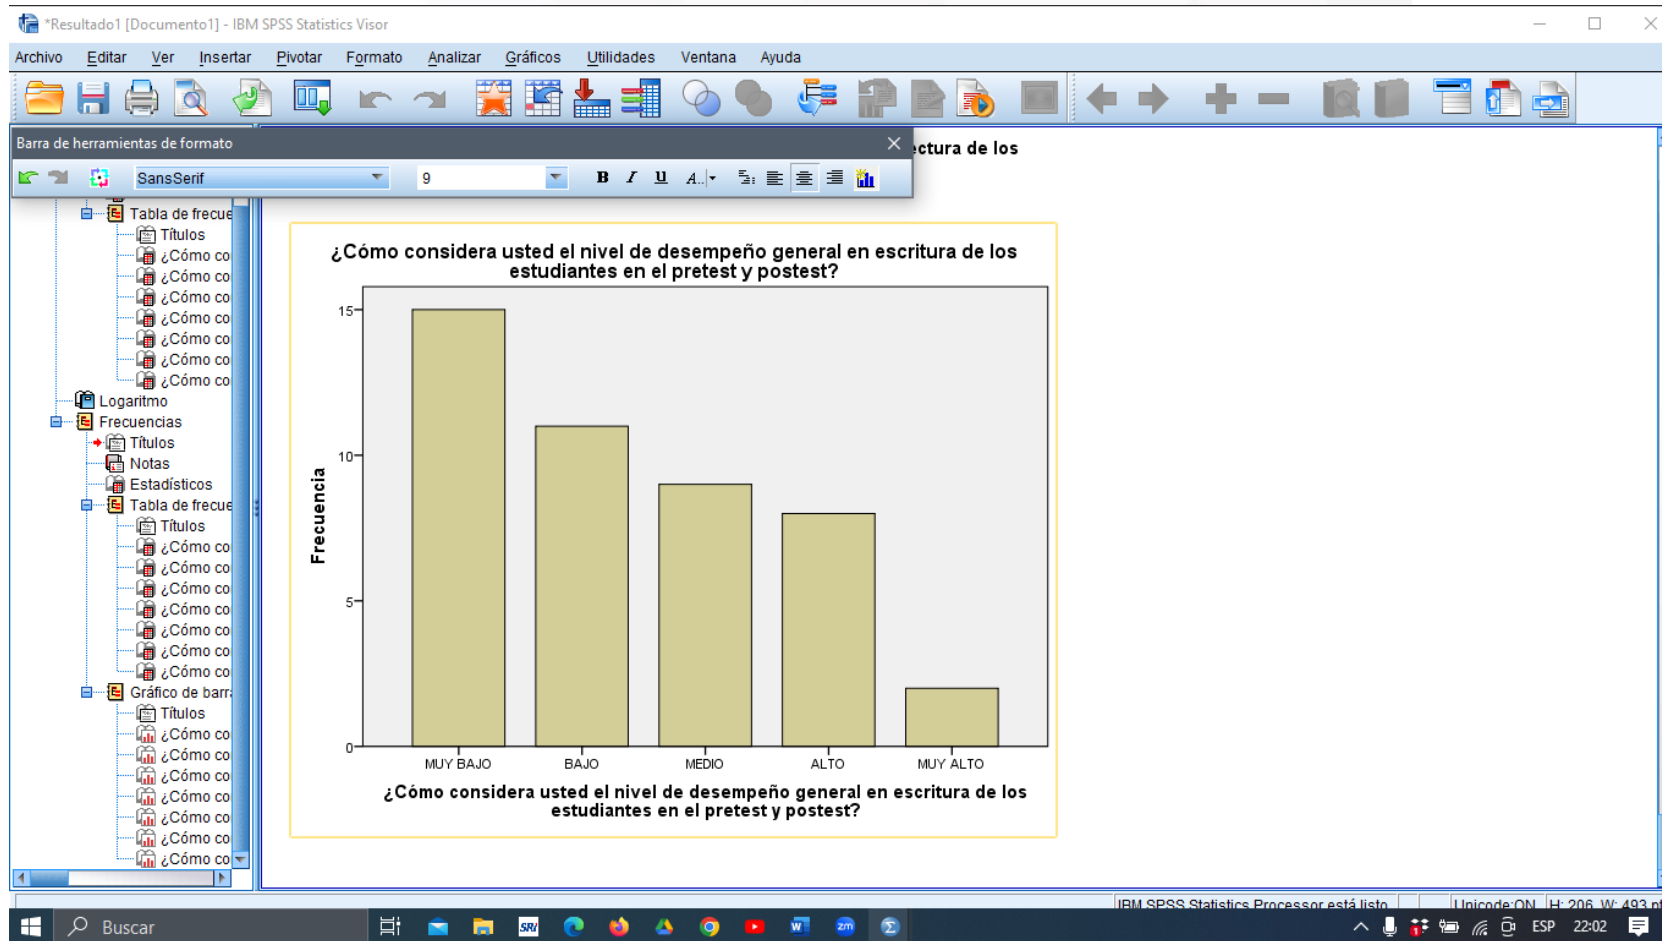 *Resultado1 [Documento1] - IBM SPSS Statistics Visor
Archivo Editar Ver Insertar Pivotar Formato Analizar Gráficos Utilidades Ventana Ayuda
Barra de herramientas de formato
ectura de los
SansSerif 9 B I U A..
Tabla de frecue
Títulos
¿Cómo co
¿Cómo co
¿Cómo co
¿Cómo co
¿Cómo co
¿Cómo co
¿Cómo co
Logaritmo
Frecuencias
Títulos
Notas
Estadísticos
Tabla de frecue
Títulos
¿Cómo co
¿Cómo co
¿Cómo co
¿Cómo co
¿Cómo co
¿Cómo co
¿Cómo co
Gráfico de barra
Títulos
¿Cómo co
¿Cómo co
¿Cómo co
¿Cómo co
¿Cómo co
¿Cómo co
¿Cómo co
¿Cómo considera usted el nivel de desempeño general en escritura de los
estudiantes en el pretest y postest?
15
10
5
0
Frecuencia
MUY BAJO BAJO MEDIO ALTO MUY ALTO
¿Cómo considera usted el nivel de desempeño general en escritura de los
estudiantes en el pretest y postest?
IBM SPSS Statistics Processor está listo Unicode:ON H: 206, W: 493 pt
Buscar SRi W zm Σ ESP 22:02